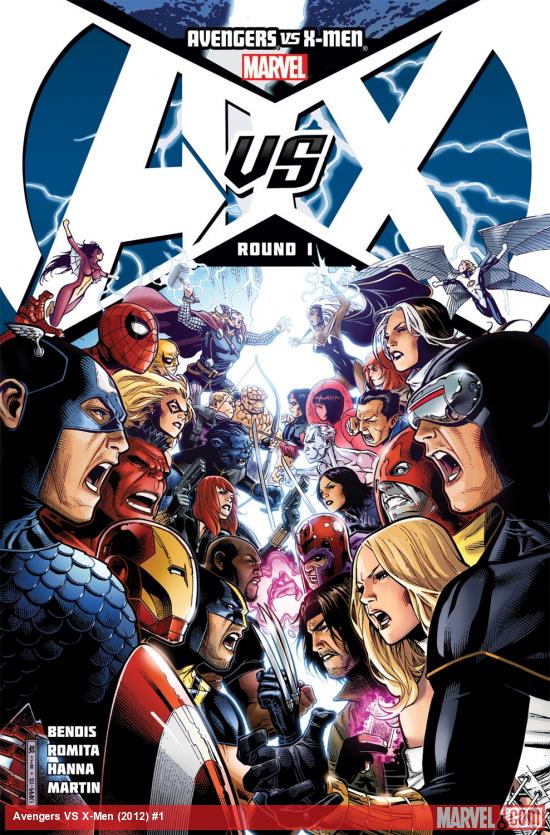 AVENGERS VS X-MEN®
MARVEL
A VS X
ROUND 1
BENDIS
ROMITA
HANNA
MARTIN
Avengers VS X-Men (2012) #1
MARVEL.com